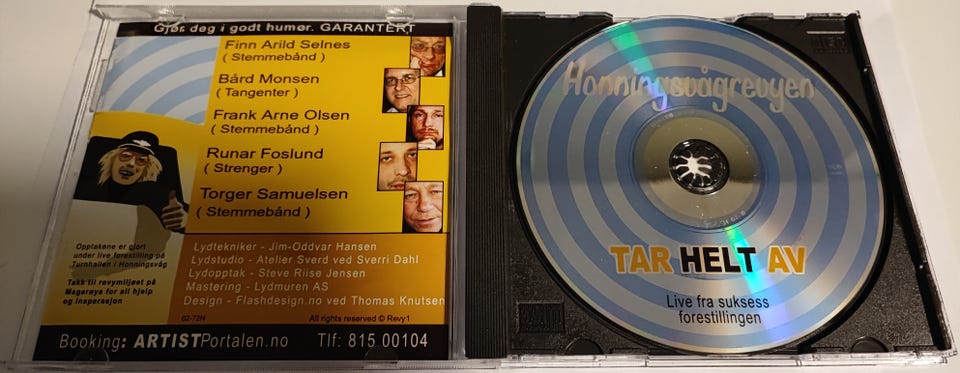 Gjør deg i godt humør. GARANTERT
Finn Arild Selnes
( Stemmebånd )
Bård Monsen
( Tangenter )
Frank Arne Olsen
( Stemmebånd )
Runar Foslund
( Strenger )
Torger Samuelsen
( Stemmebånd )
Opptakene er gjort
under live forestilling på
Turnhallen i Honningsvåg
Takk til revymiljøet på
Magerøya for all hjelp
og insperasjon
Lydtekniker - Jim-Oddvar Hansen
Lydstudio - Atelier Sverd ved Sverri Dahl
Lydopptak - Steve Riise Jensen
Mastering - Lydmuren AS
Design - Flashdesign.no ved Thomas Knutsen
02-72N
All rights reserved © Revy1
Booking: ARTISTPortalen.no
Tlf: 815 00104
Honningsvågrevyen
TAR HELT AV
Live fra suksess
forestillingen